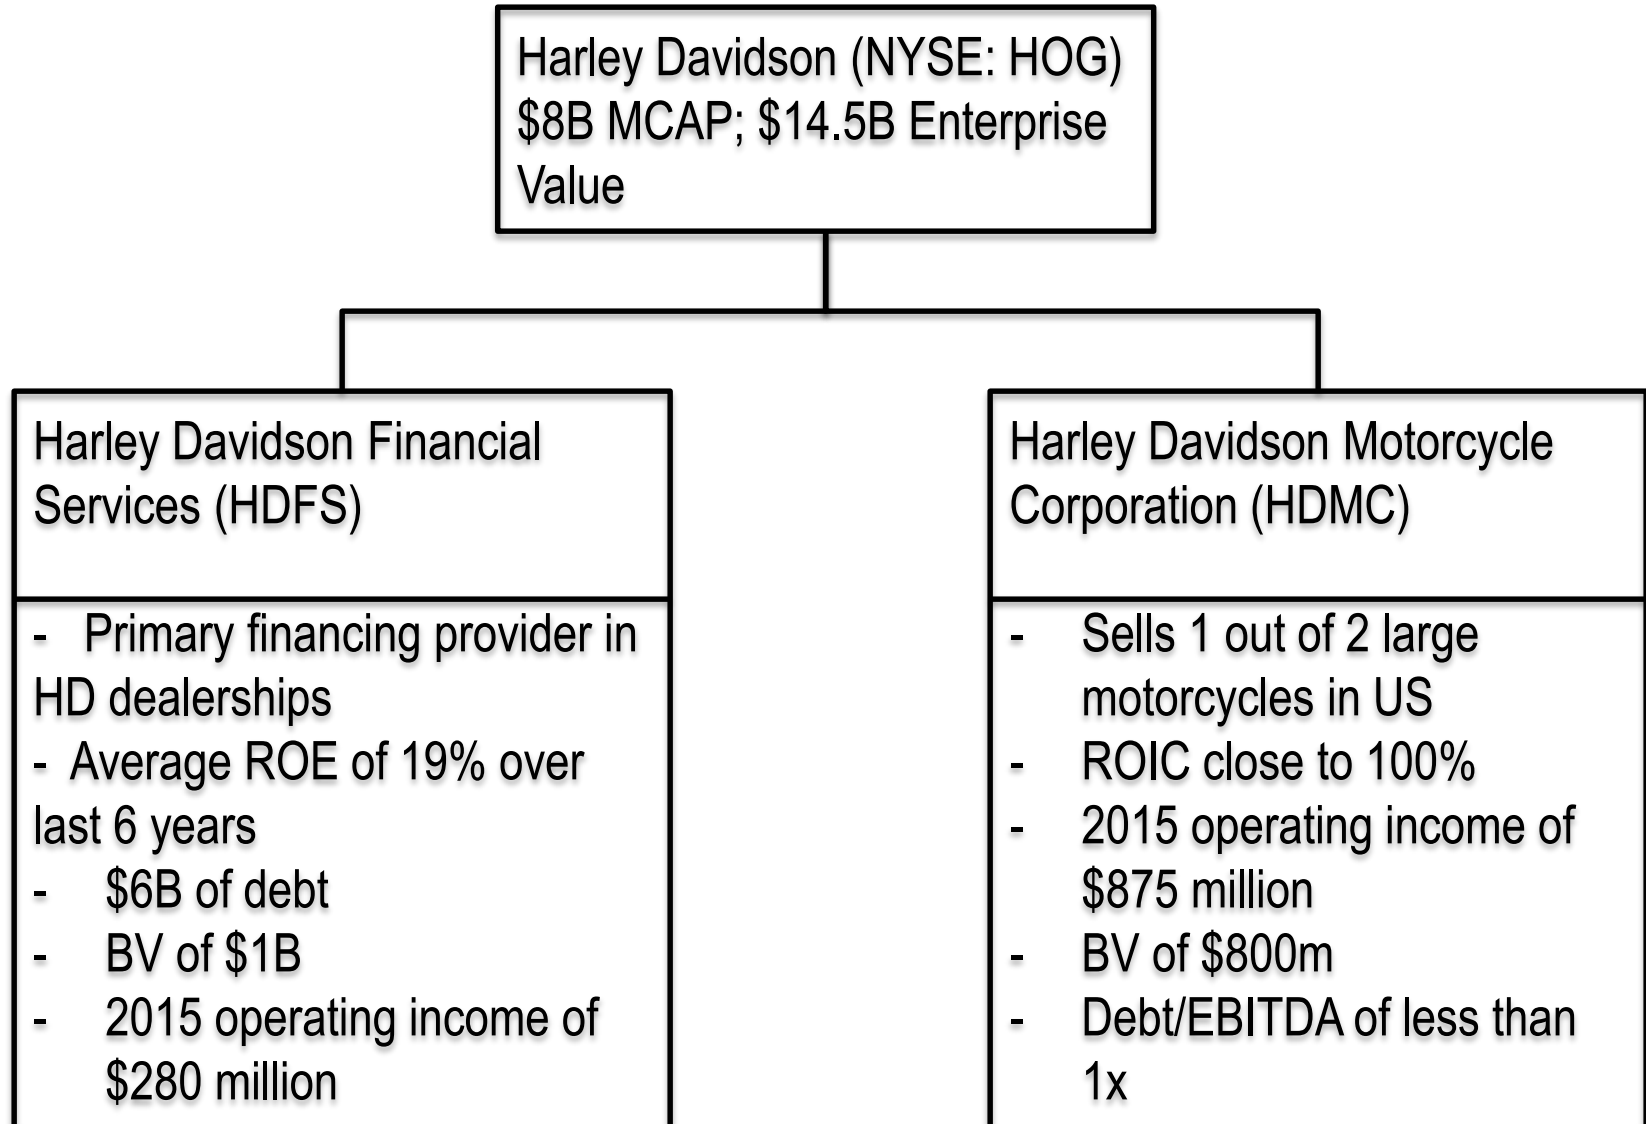 Harley Davidson (NYSE: HOG)
$8B MCAP; $14.5B Enterprise
Value
Harley Davidson Financial
Services (HDFS)
- Primary financing provider in
HD dealerships
- Average ROE of 19% over
last 6 years
- $6B of debt
- BV of $1B
- 2015 operating income of
$280 million
Harley Davidson Motorcycle
Corporation (HDMC)
- Sells 1 out of 2 large
motorcycles in US
- ROIC close to 100%
- 2015 operating income of
$875 million
- BV of $800m
- Debt/EBITDA of less than
1x